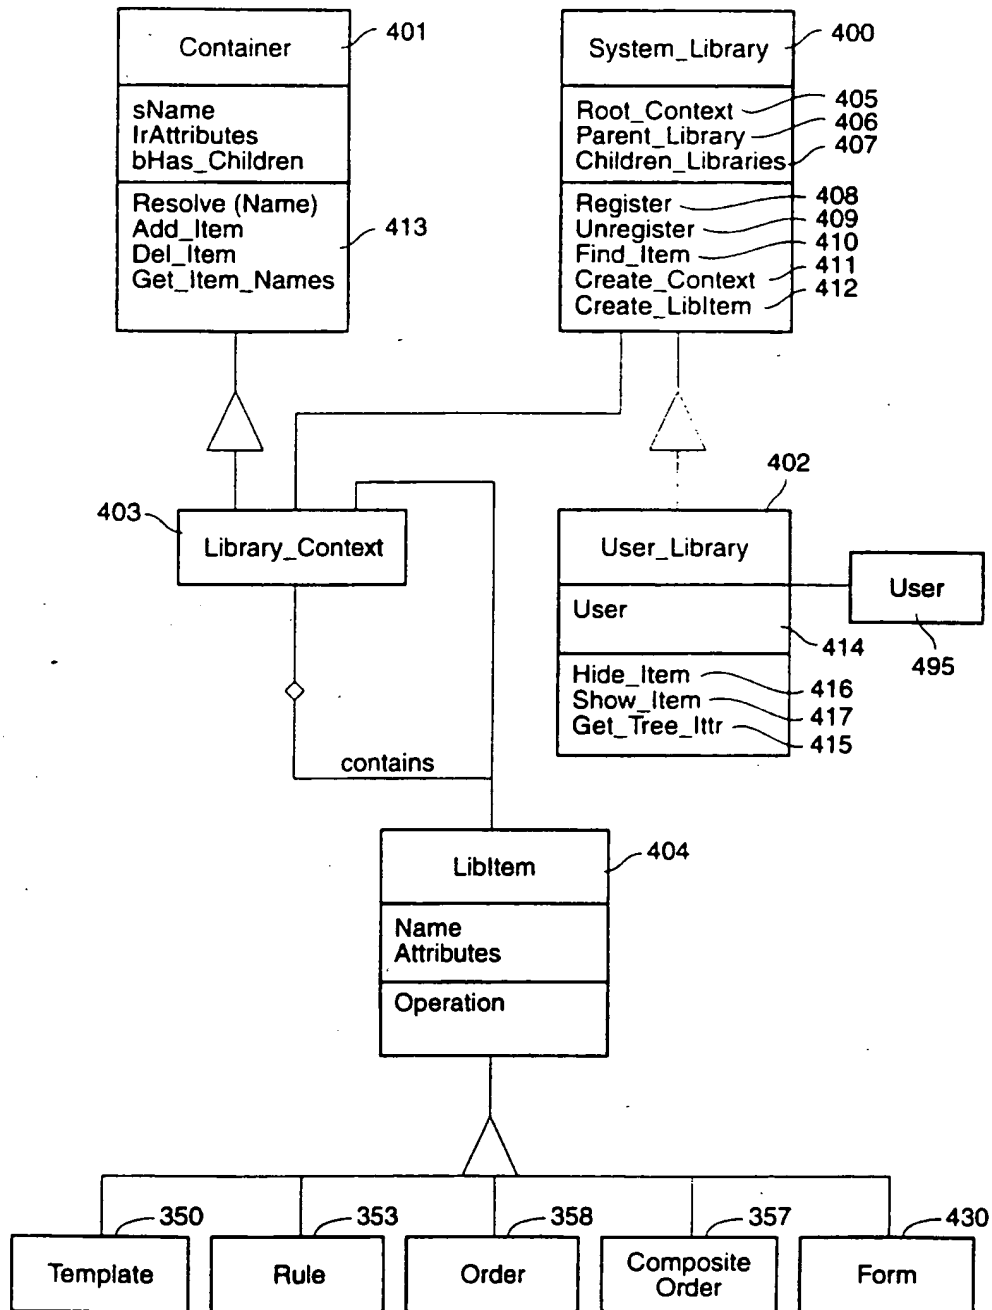 Container
401
sName
IrAttributes
bHas_Children
Resolve (Name)
Add_Item
Del_Item
Get_Item_Names
413
System_Library
400
Root_Context 405
Parent_Library 406
Children_Libraries 407
Register 408
Unregister 409
Find_Item 410
Create_Context 411
Create_LibItem 412
403
Library_Context
402
User_Library
User
414
Hide_Item 416
Show_Item 417
Get_Tree_Ittr 415
User
495
contains
LibItem
404
Name
Attributes
Operation
350
353
358
357
430
Template
Rule
Order
Composite
Order
Form